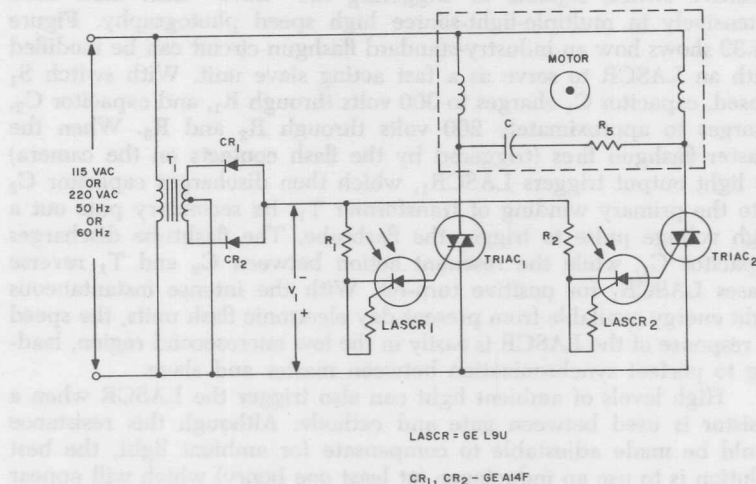 MOTOR
C
R5
CR1
T1
115 VAC
OR
220 VAC
50 Hz
OR
60 Hz
CR2
V1
+
R1
TRIAC1
LASCR1
R2
TRIAC2
LASCR2
LASCR = GE L9U
CR1, CR2 - GE A14F